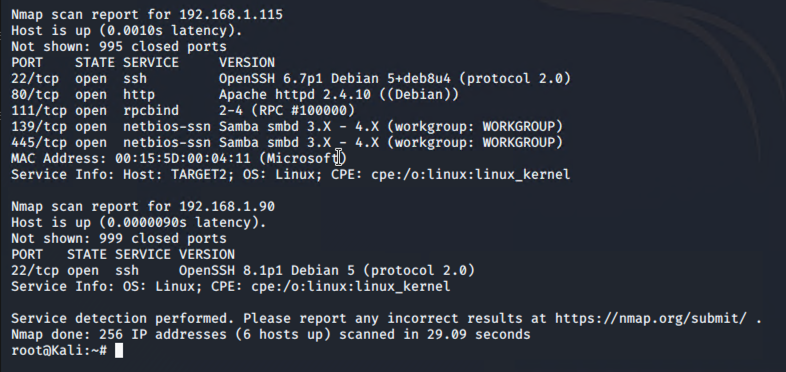 Nmap scan report for 192.168.1.115
Host is up (0.0010s latency).
Not shown: 995 closed ports
PORT    STATE SERVICE     VERSION
22/tcp  open  ssh         OpenSSH 6.7p1 Debian 5+deb8u4 (protocol 2.0)
80/tcp  open  http        Apache httpd 2.4.10 ((Debian))
111/tcp open  rpcbind     2-4 (RPC #100000)
139/tcp open  netbios-ssn Samba smbd 3.X - 4.X (workgroup: WORKGROUP)
445/tcp open  netbios-ssn Samba smbd 3.X - 4.X (workgroup: WORKGROUP)
MAC Address: 00:15:5D:00:04:11 (Microsoft)
Service Info: Host: TARGET2; OS: Linux; CPE: cpe:/o:linux:linux_kernel

Nmap scan report for 192.168.1.90
Host is up (0.0000090s latency).
Not shown: 999 closed ports
PORT   STATE SERVICE VERSION
22/tcp open  ssh     OpenSSH 8.1p1 Debian 5 (protocol 2.0)
Service Info: OS: Linux; CPE: cpe:/o:linux:linux_kernel

Service detection performed. Please report any incorrect results at https://nmap.org/submit/ .
Nmap done: 256 IP addresses (6 hosts up) scanned in 29.09 seconds
root@Kali:~#